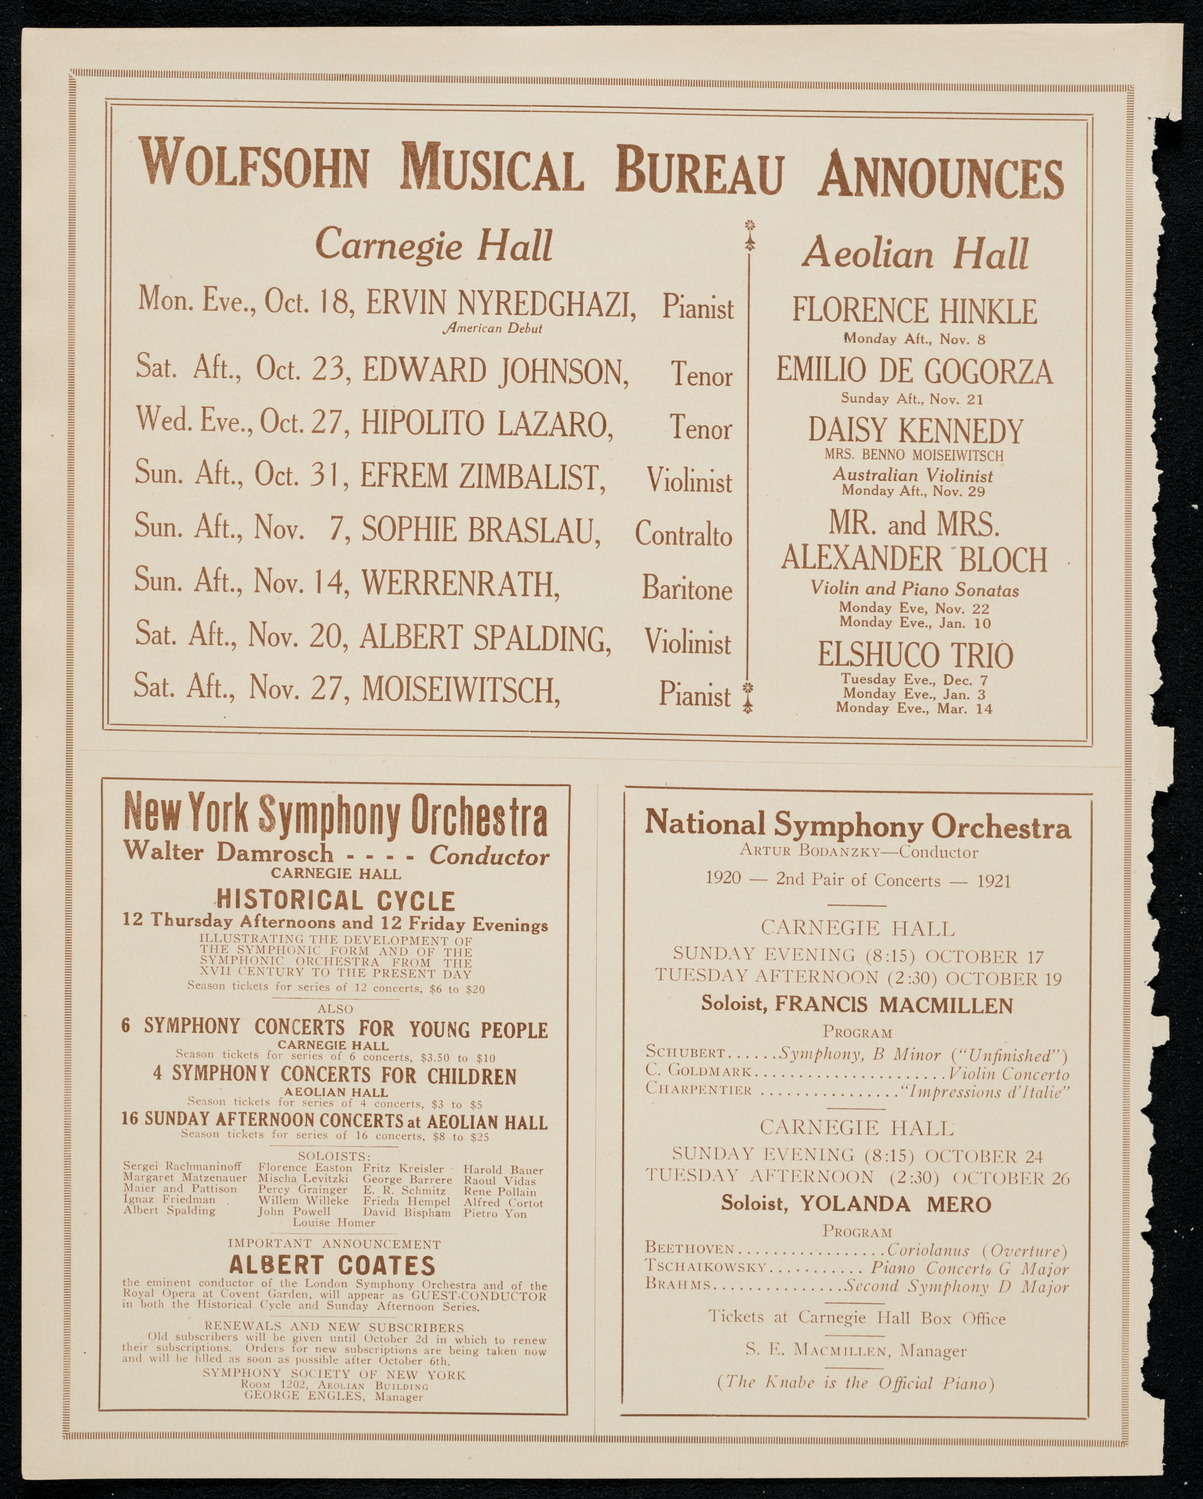 WOLFSOHN MUSICAL BUREAU ANNOUNCES
Carnegie Hall
Mon. Eve., Oct. 18, ERVIN NYREDGHAZI, Pianist
American Debut
Sat. Aft., Oct. 23, EDWARD JOHNSON, Tenor
Wed. Eve., Oct. 27, HIPOLITO LAZARO, Tenor
Sun. Aft., Oct. 31, EFREM ZIMBALIST, Violinist
Sun. Aft., Nov. 7, SOPHIE BRASLAU, Contralto
Sun. Aft., Nov. 14, WERRENRATH, Baritone
Sat. Aft., Nov. 20, ALBERT SPALDING, Violinist
Sat. Aft., Nov. 27, MOISEIWITSCH, Pianist
Aeolian Hall
FLORENCE HINKLE
Monday Aft., Nov. 8
EMILIO DE GOGORZA
Sunday Aft., Nov. 21
DAISY KENNEDY
MRS. BENNO MOISEIWITSCH
Australian Violinist
Monday Aft., Nov. 29
MR. and MRS.
ALEXANDER BLOCH
Violin and Piano Sonatas
Monday Eve, Nov. 22
Monday Eve., Jan. 10
ELSHUCO TRIO
Tuesday Eve., Dec. 7
Monday Eve., Jan. 3
Monday Eve., Mar. 14
New York Symphony Orchestra
Walter Damrosch - - - - Conductor
CARNEGIE HALL
HISTORICAL CYCLE
12 Thursday Afternoons and 12 Friday Evenings
ILLUSTRATING THE DEVELOPMENT OF
THE SYMPHONIC FORM AND OF THE
SYMPHONIC ORCHESTRA FROM THE
XVII CENTURY TO THE PRESENT DAY
Season tickets for series of 12 concerts, $6 to $20
ALSO
6 SYMPHONY CONCERTS FOR YOUNG PEOPLE
CARNEGIE HALL
Season tickets for series of 6 concerts, $3.50 to $10
4 SYMPHONY CONCERTS FOR CHILDREN
AEOLIAN HALL
Season tickets for series of 4 concerts, $3 to $5
16 SUNDAY AFTERNOON CONCERTS at AEOLIAN HALL
Season tickets for series of 16 concerts, $8 to $25
SOLOISTS:
Sergei Rachmaninoff Florence Easton Fritz Kreisler Harold Bauer
Margaret Matzenauer Mischa Levitzki George Barrere Raoul Vidas
Maier and Pattison Percy Grainger E. R. Schmitz Rene Pollain
Ignaz Friedman Willem Willeke Frieda Hempel Alfred Cortot
Albert Spalding John Powell David Bispham Pietro Yon
Louise Homer
IMPORTANT ANNOUNCEMENT
ALBERT COATES
the eminent conductor of the London Symphony Orchestra and of the
Royal Opera at Covent Garden, will appear as GUEST-CONDUCTOR
in both the Historical Cycle and Sunday Afternoon Series.
RENEWALS AND NEW SUBSCRIBERS
Old subscribers will be given until October 2d in which to renew
their subscriptions. Orders for new subscriptions are being taken now
and will be filled as soon as possible after October 6th.
SYMPHONY SOCIETY OF NEW YORK
ROOM 1202, AEOLIAN BUILDING
GEORGE ENGLES, Manager
National Symphony Orchestra
ARTUR BODANZKY—Conductor
1920 — 2nd Pair of Concerts — 1921
CARNEGIE HALL
SUNDAY EVENING (8:15) OCTOBER 17
TUESDAY AFTERNOON (2:30) OCTOBER 19
Soloist, FRANCIS MACMILLEN
PROGRAM
SCHUBERT......Symphony, B Minor ("Unfinished")
C. GOLDMARK......................Violin Concerto
CHARPENTIER ................"Impressions d'Italie"
CARNEGIE HALL
SUNDAY EVENING (8:15) OCTOBER 24
TUESDAY AFTERNOON (2:30) OCTOBER 26
Soloist, YOLANDA MERO
PROGRAM
BEETHOVEN.................Coriolanus (Overture)
TSCHAIKOWSKY........... Piano Concerto G Major
BRAHMS...............Second Symphony D Major
Tickets at Carnegie Hall Box Office
S. E. MACMILLEN, Manager
(The Knabe is the Official Piano)